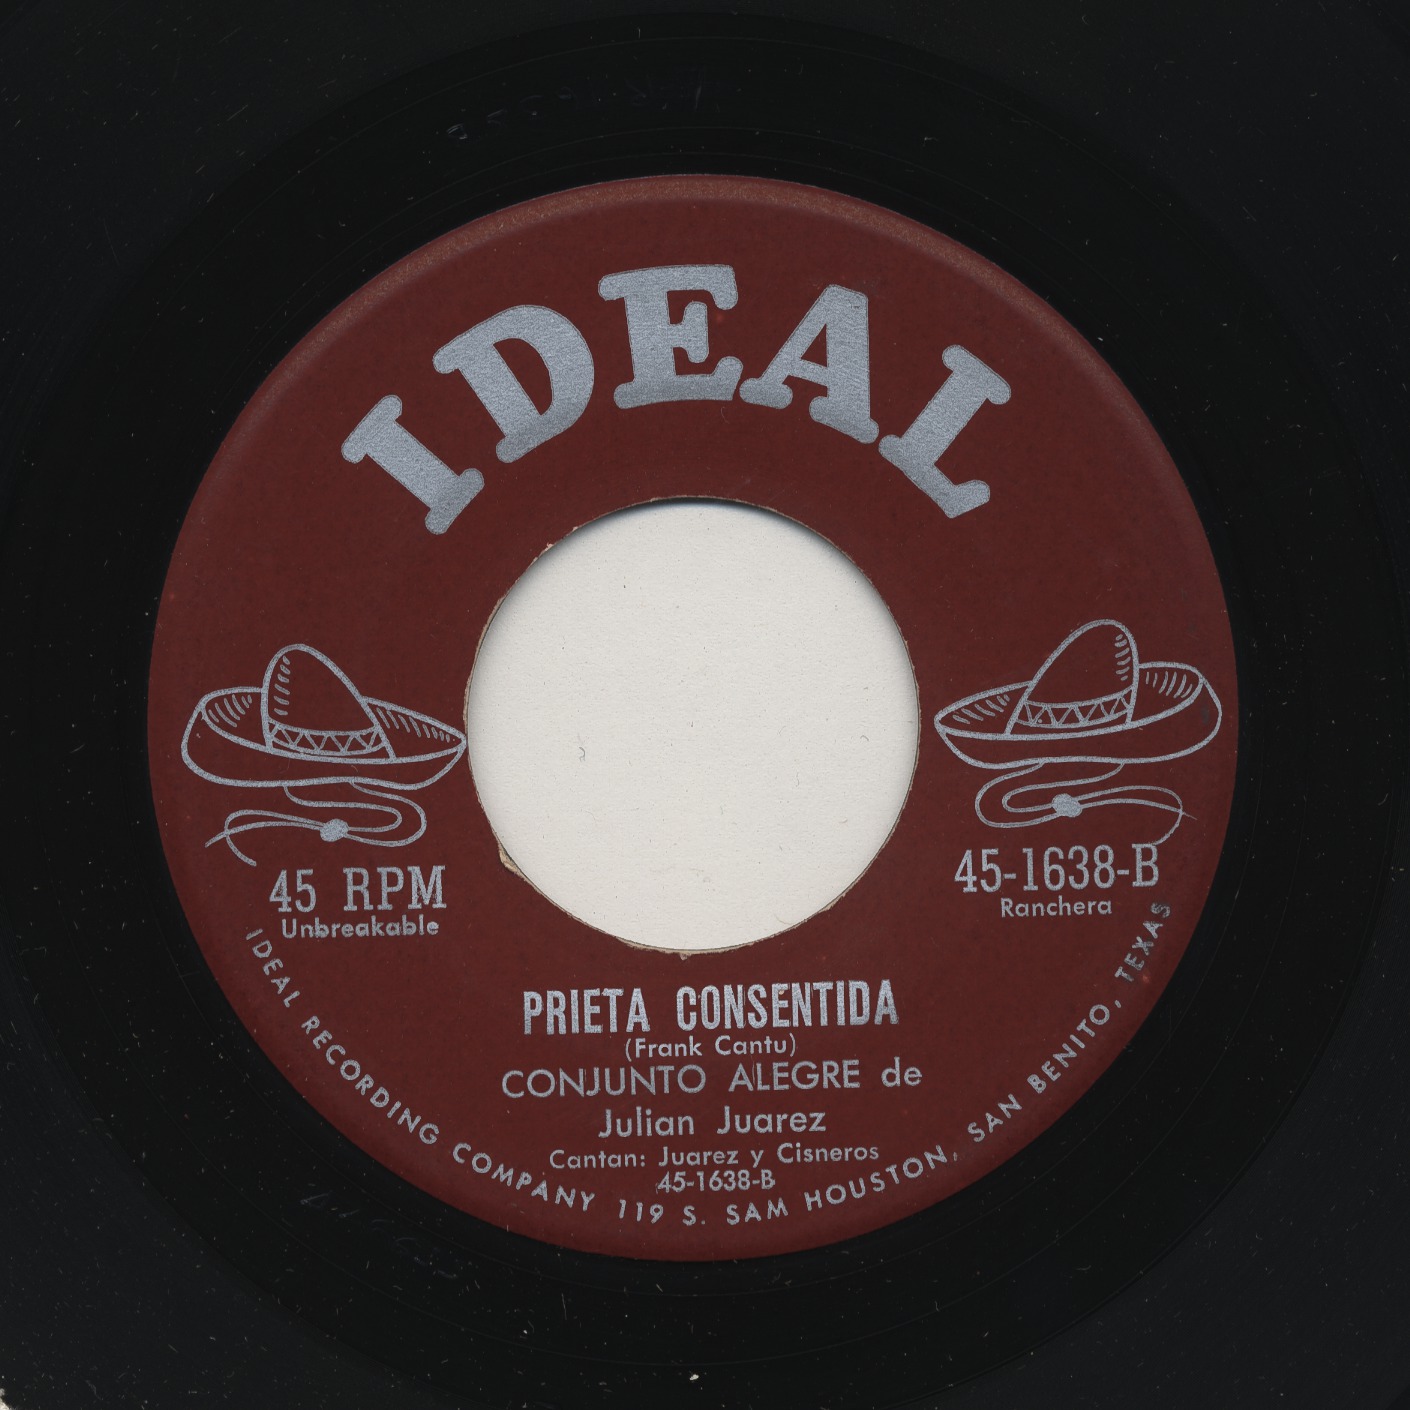 IDEAL
45 RPM
Unbreakable
45-1638-B
Ranchera
PRIETA CONSENTIDA
(Frank Cantu)
CONJUNTO ALEGRE de
Julian Juarez
Cantan: Juarez y Cisneros
45-1638-B
IDEAL RECORDING COMPANY 119 S. SAM HOUSTON, SAN BENITO, TEXAS